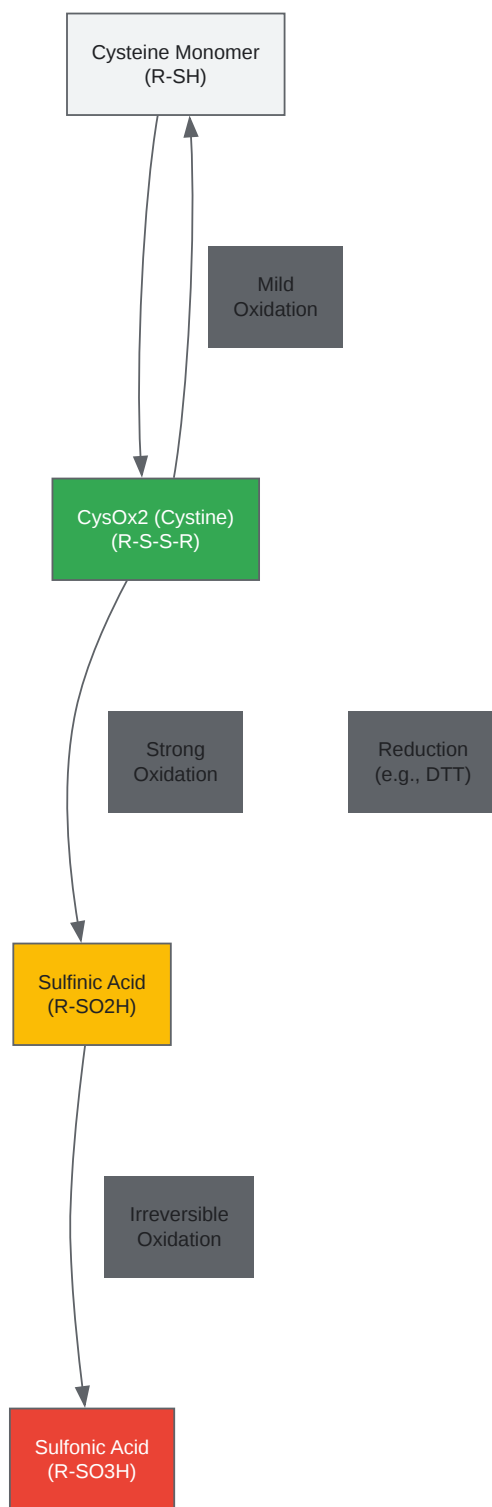 Cysteine Monomer
(R-SH)
Mild
Oxidation
CysOx2 (Cystine)
(R-S-S-R)
Strong
Oxidation
Reduction
(e.g., DTT)
Sulfinic Acid
(R-SO2H)
Irreversible
Oxidation
Sulfonic Acid
(R-SO3H)